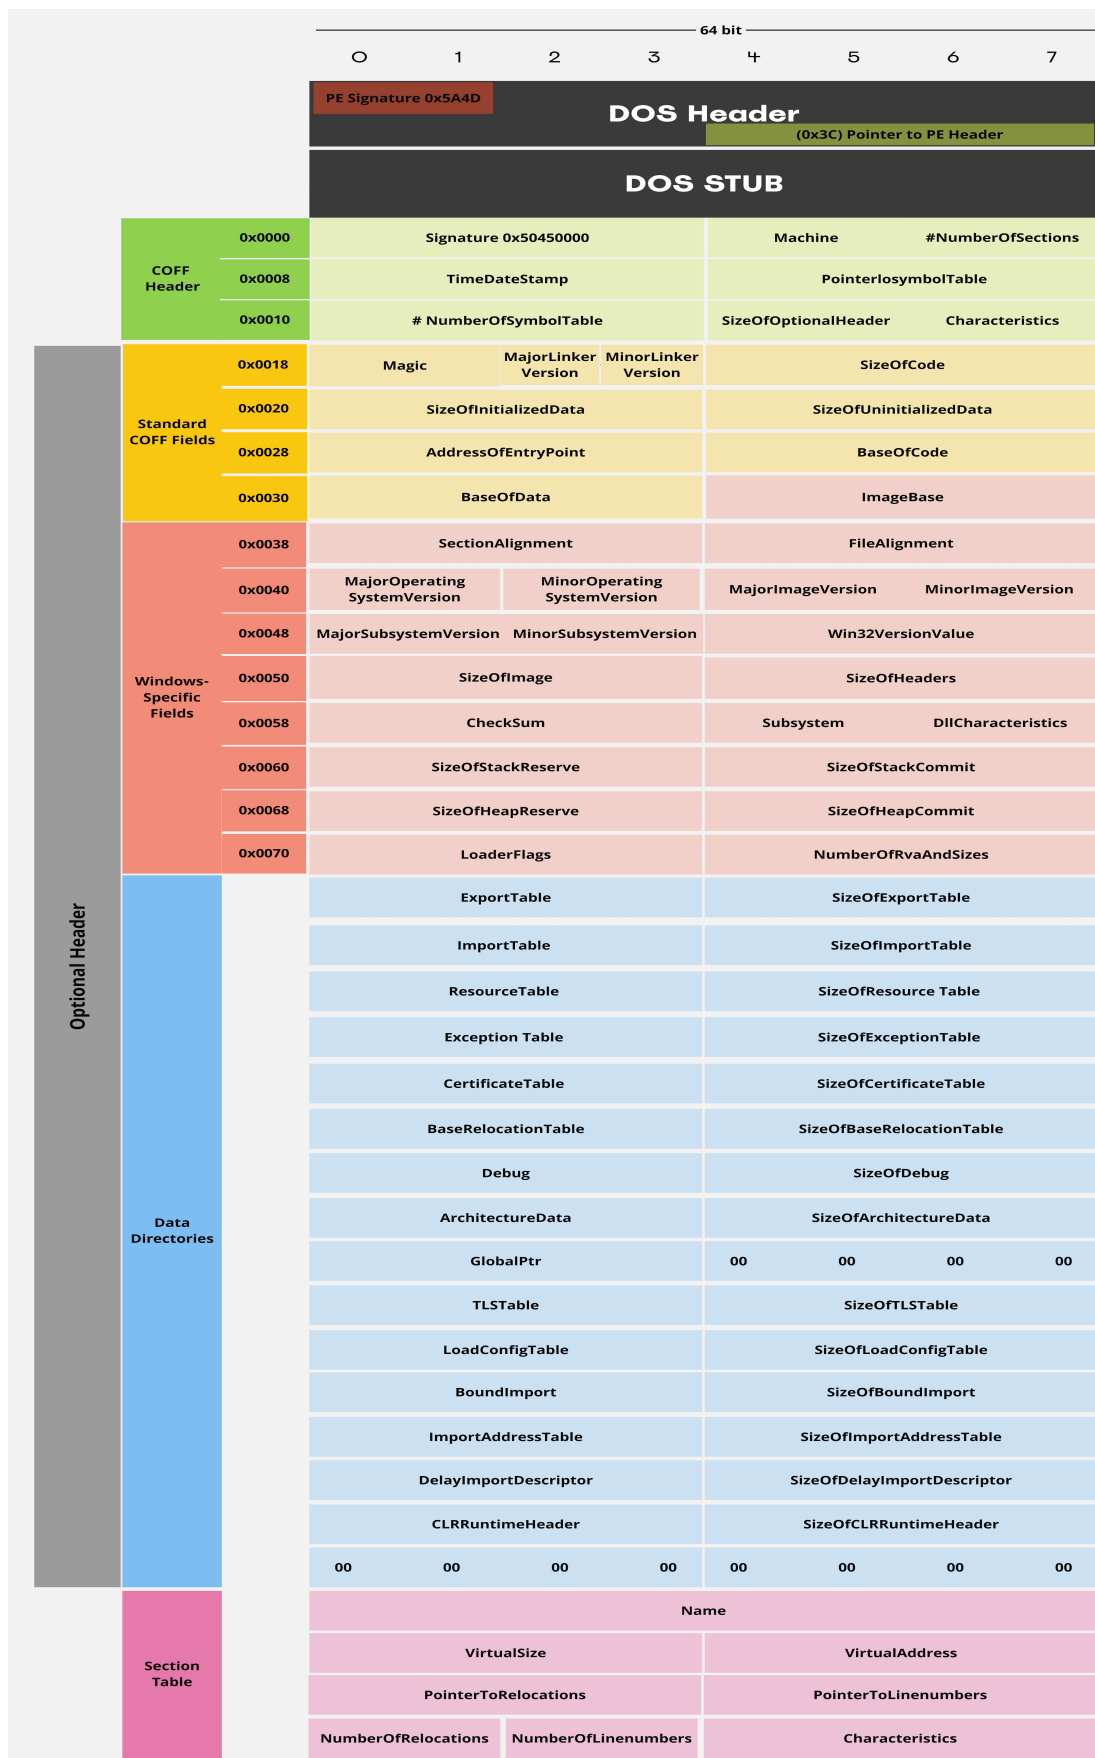 64 bit
0 1 2 3 4 5 6 7
PE Signature 0x5A4D
DOS Header
(0x3C) Pointer to PE Header
DOS STUB
COFF
Header
0x0000 Signature 0x50450000 Machine #NumberOfSections
0x0008 TimeDateStamp PointerlosymbolTable
0x0010 # NumberOfSymbolTable SizeOfOptionalHeader Characteristics
Optional Header
Standard
COFF Fields
0x0018 Magic
MajorLinker
Version
MinorLinker
Version
SizeOfCode
0x0020 SizeOfInitializedData SizeOfUninitializedData
0x0028 AddressOfEntryPoint BaseOfCode
0x0030 BaseOfData ImageBase
Windows-
Specific
Fields
0x0038 SectionAlignment FileAlignment
0x0040
MajorOperating
SystemVersion
MinorOperating
SystemVersion
MajorImageVersion MinorImageVersion
0x0048 MajorSubsystemVersion MinorSubsystemVersion Win32VersionValue
0x0050 SizeOfImage SizeOfHeaders
0x0058 CheckSum Subsystem DllCharacteristics
0x0060 SizeOfStackReserve SizeOfStackCommit
0x0068 SizeOfHeapReserve SizeOfHeapCommit
0x0070 LoaderFlags NumberOfRvaAndSizes
Data
Directories
ExportTable SizeOfExportTable
ImportTable SizeOfImportTable
ResourceTable SizeOfResource Table
Exception Table SizeOfExceptionTable
CertificateTable SizeOfCertificateTable
BaseRelocationTable SizeOfBaseRelocationTable
Debug SizeOfDebug
ArchitectureData SizeOfArchitectureData
GlobalPtr 00 00 00 00
TLSTable SizeOfTLSTable
LoadConfigTable SizeOfLoadConfigTable
BoundImport SizeOfBoundImport
ImportAddressTable SizeOfImportAddressTable
DelayImportDescriptor SizeOfDelayImportDescriptor
CLRRuntimeHeader SizeOfCLRRuntimeHeader
00 00 00 00 00 00 00 00
Section
Table
Name
VirtualSize VirtualAddress
PointerToRelocations PointerToLinenumbers
NumberOfRelocations NumberOfLinenumbers Characteristics